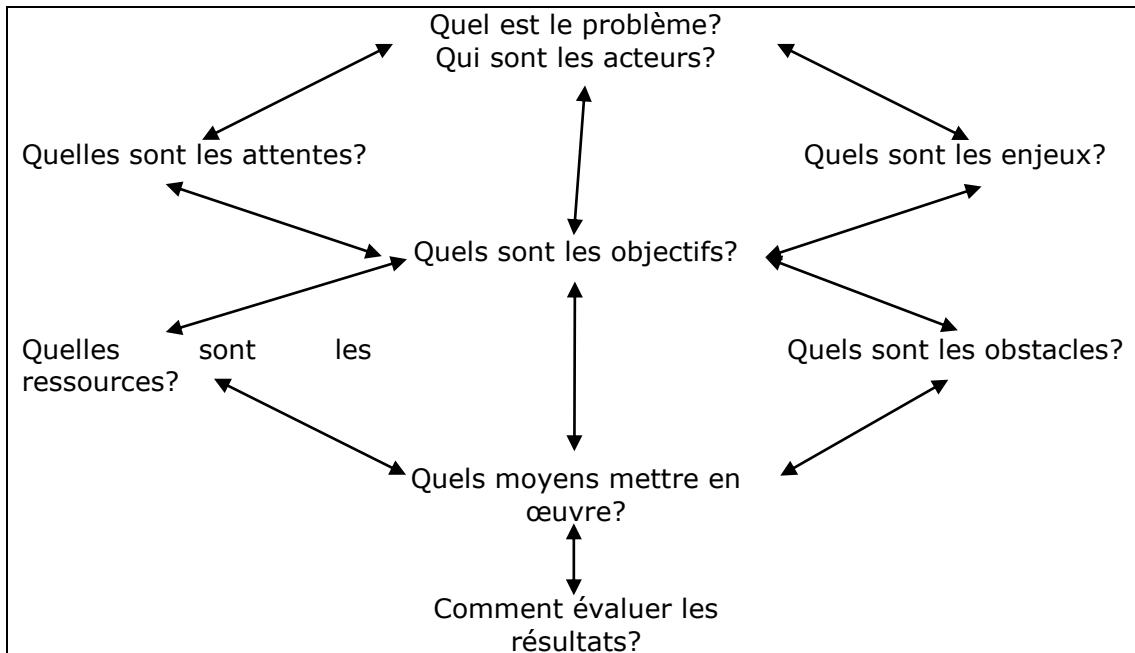 Quel est le problème?
Qui sont les acteurs?
Quelles sont les attentes?
Quels sont les enjeux?
Quels sont les objectifs?
Quelles sont les
ressources?
Quels sont les obstacles?
Quels moyens mettre en
œuvre?
Comment évaluer les
résultats?